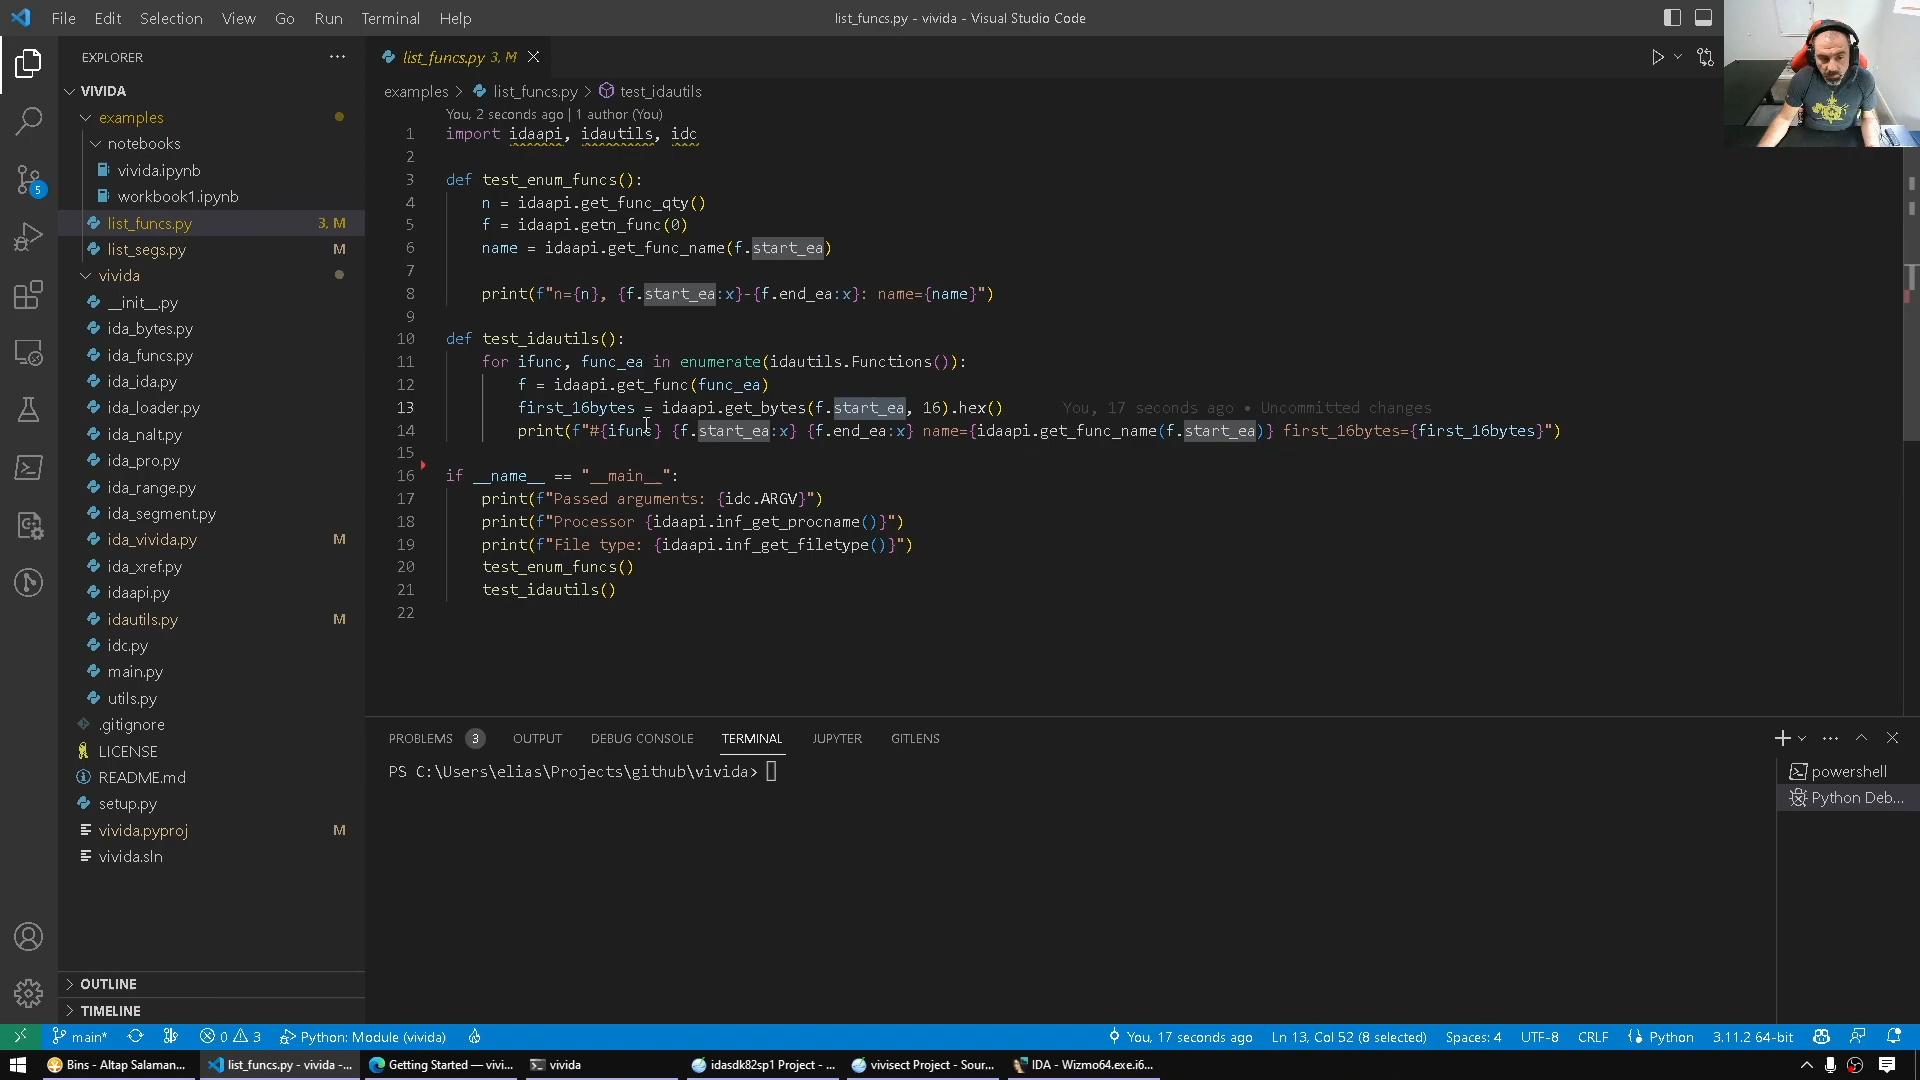 File Edit Selection View Go Run Terminal Help
list_funcs.py - vivida - Visual Studio Code
EXPLORER
VIVIDA
examples
notebooks
vivida.ipynb
workbook1.ipynb
list_funcs.py 3, M
list_segs.py M
vivida
__init__.py
ida_bytes.py
ida_funcs.py
ida_ida.py
ida_loader.py
ida_nalt.py
ida_pro.py
ida_range.py
ida_segment.py
ida_vivida.py M
ida_xref.py
idaapi.py
idautils.py M
idc.py
main.py
utils.py
.gitignore
LICENSE
README.md
setup.py
vivida.pyproj M
vivida.sln
OUTLINE
TIMELINE
5
list_funcs.py 3, M
examples > list_funcs.py > test_idautils
You, 2 seconds ago | 1 author (You)
1 import idaapi, idautils, idc
2
3 def test_enum_funcs():
4 n = idaapi.get_func_qty()
5 f = idaapi.getn_func(0)
6 name = idaapi.get_func_name(f.start_ea)
7
8 print(f"n={n}, {f.start_ea:x}-{f.end_ea:x}: name={name}")
9
10 def test_idautils():
11 for ifunc, func_ea in enumerate(idautils.Functions()):
12 f = idaapi.get_func(func_ea)
13 first_16bytes = idaapi.get_bytes(f.start_ea, 16).hex() You, 17 seconds ago • Uncommitted changes
14 print(f"#{ifunc} {f.start_ea:x} {f.end_ea:x} name={idaapi.get_func_name(f.start_ea)} first_16bytes={first_16bytes}")
15
16 if __name__ == "__main__":
17 print(f"Passed arguments: {idc.ARGV}")
18 print(f"Processor {idaapi.inf_get_procname()}")
19 print(f"File type: {idaapi.inf_get_filetype()}")
20 test_enum_funcs()
21 test_idautils()
22
PROBLEMS 3 OUTPUT DEBUG CONSOLE TERMINAL JUPYTER GITLENS
PS C:\Users\elias\Projects\github\vivida>
powershell
Python Deb...
main* 0 3 Python: Module (vivida) You, 17 seconds ago Ln 13, Col 52 (8 selected) Spaces: 4 UTF-8 CRLF Python 3.11.2 64-bit
Bins - Altap Salaman... list_funcs.py - vivida -... Getting Started — vivi... vivida idasdk82sp1 Project - ... vivisect Project - Sour... IDA - Wizmo64.exe.i6...